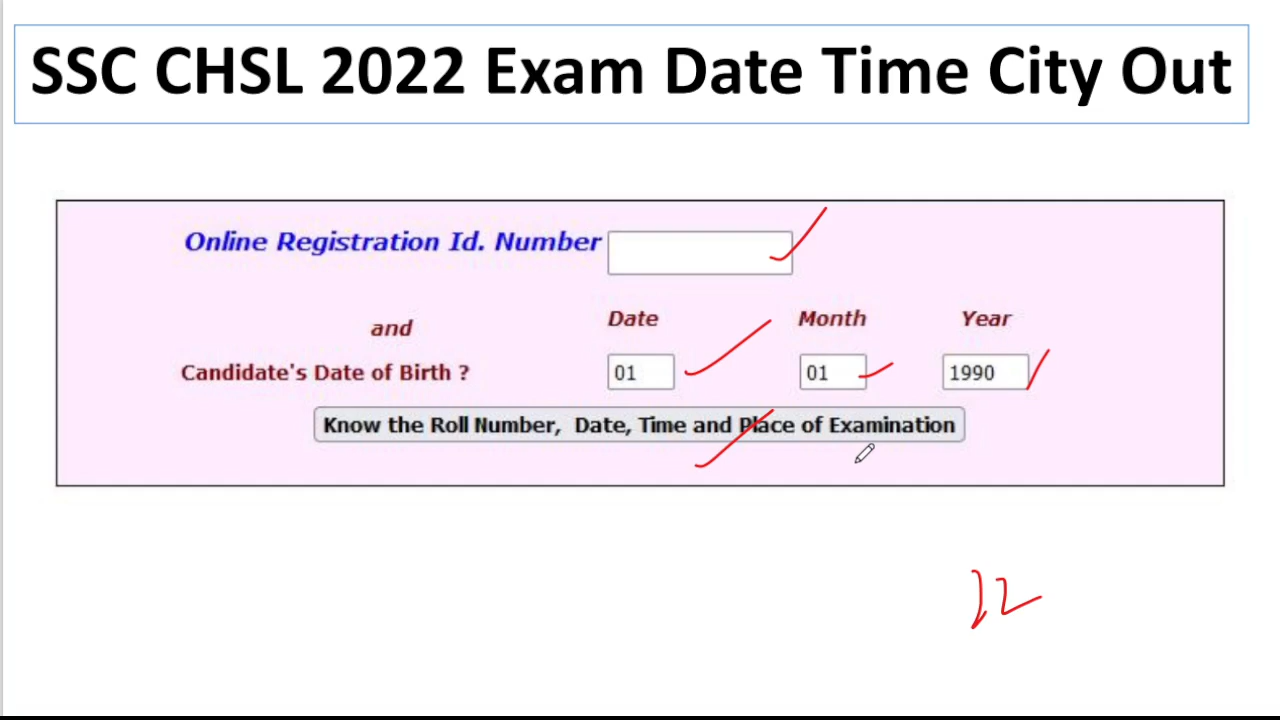 SSC CHSL 2022 Exam Date Time City Out
Online Registration Id. Number
Date Month Year
and
Candidate's Date of Birth ? 01 01 1990
Know the Roll Number, Date, Time and Place of Examination
12